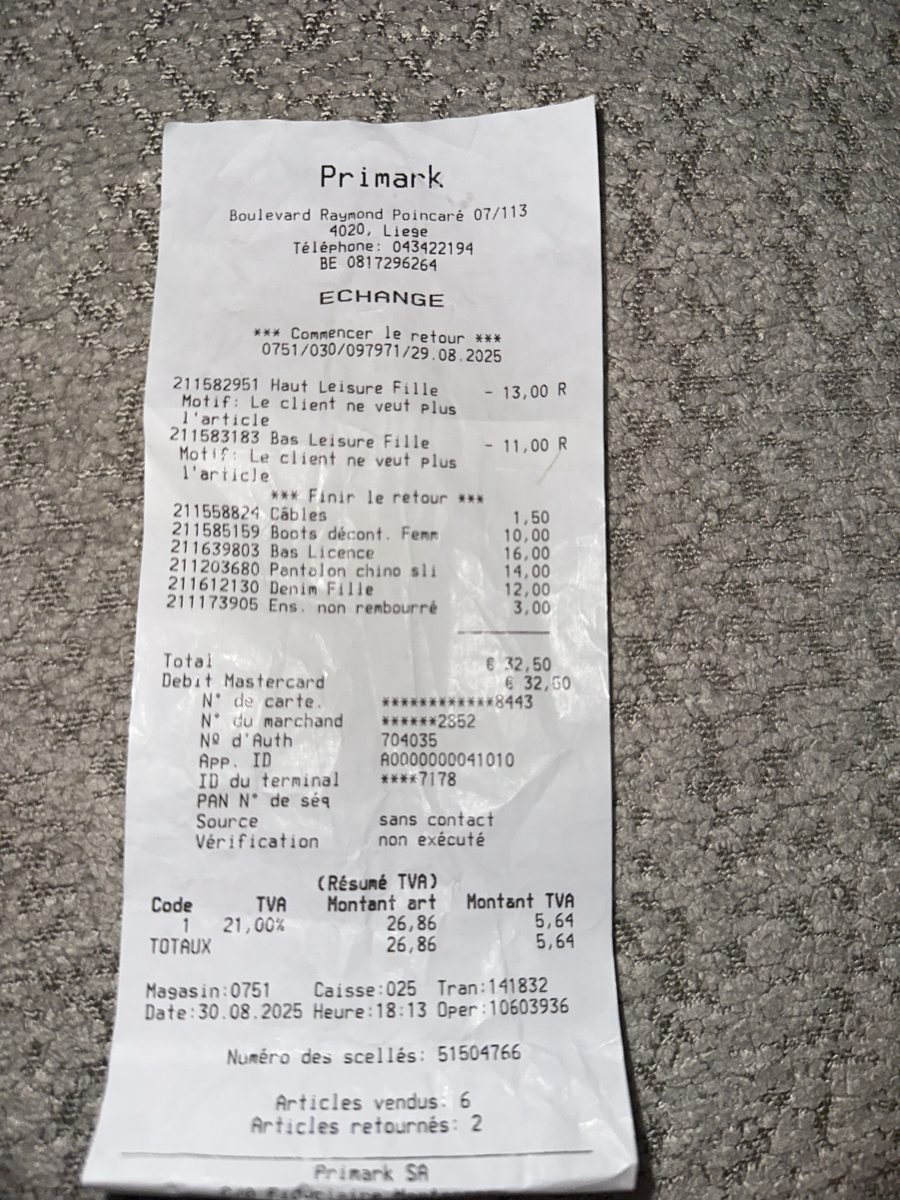 Primark
Boulevard Raymond Poincaré 07/113
4020, Liege
Téléphone: 043422194
BE 0817296264
ECHANGE
*** Commencer le retour ***
0751/030/097971/29.08.2025
211582951 Haut Leisure Fille - 13,00 R
Motif: Le client ne veut plus
l'article
211583183 Bas Leisure Fille - 11,00 R
Motif: Le client ne veut plus
l'article
*** Finir le retour ***
211558824 Câbles 1,50
211585159 Boots décont. Femm 10,00
211639803 Bas Licence 16,00
211203680 Pantalon chino sli 14,00
211612130 Denim Fille 12,00
211173905 Ens. non rembourré 3,00
Total € 32,50
Debit Mastercard € 32,50
N° de carte. ************8443
N° du marchand ******2852
Nº d'Auth 704035
App. ID A0000000041010
ID du terminal ****7178
PAN N° de séq
Source sans contact
Vérification non exécuté
(Résumé TVA)
Code TVA Montant art Montant TVA
1 21,00% 26,86 5,64
TOTAUX 26,86 5,64
Magasin:0751 Caisse:025 Tran:141832
Date:30.08.2025 Heure:18:13 Oper:10603936
Numéro des scellés: 51504766
Articles vendus: 6
Articles retournés: 2
Primark SA